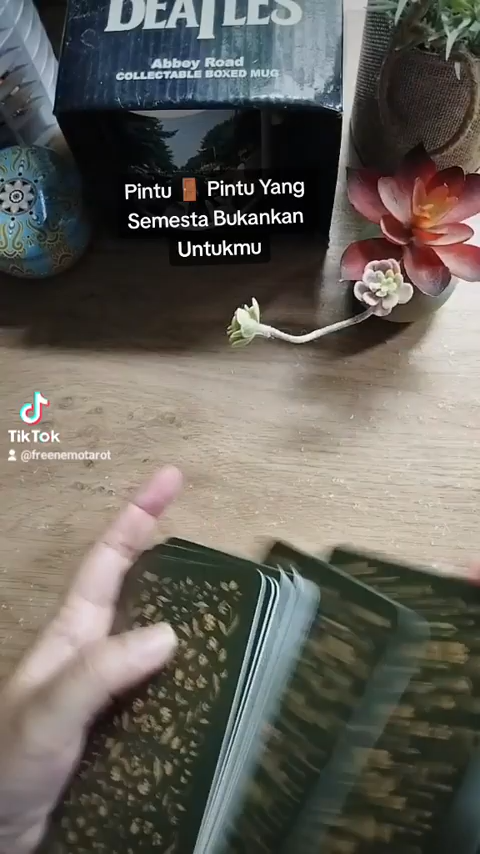 BEATLES
Abbey Road
COLLECTABLE BOXED MUG
Pintu 🚪 Pintu Yang
Semesta Bukankan
Untukmu
TikTok
@freenemotarot